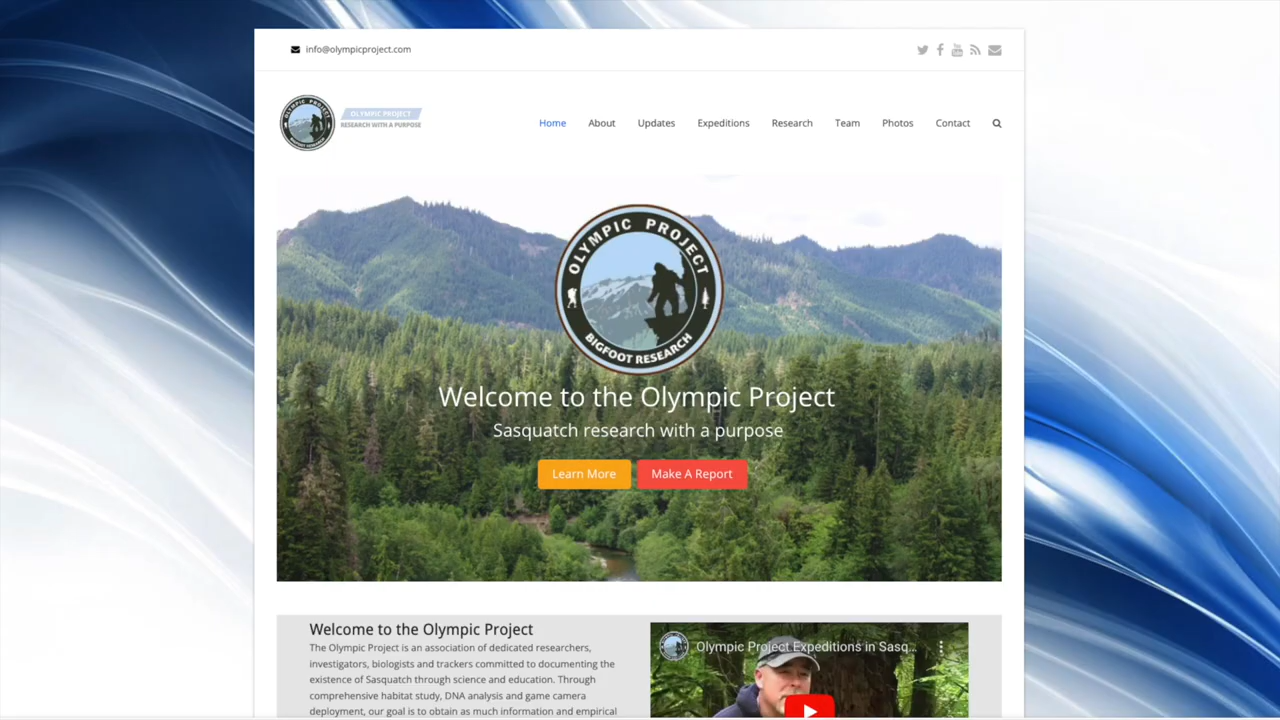 info@olympicproject.com
OLYMPIC PROJECT
OLYMPIC PROJECT
RESEARCH WITH A PURPOSE
BIGFOOT RESEARCH
Home About Updates Expeditions Research Team Photos Contact
OLYMPIC PROJECT
BIGFOOT RESEARCH
Welcome to the Olympic Project
Sasquatch research with a purpose
Learn More Make A Report
Welcome to the Olympic Project
The Olympic Project is an association of dedicated researchers,
investigators, biologists and trackers committed to documenting the
existence of Sasquatch through science and education. Through
comprehensive habitat study, DNA analysis and game camera
deployment, our goal is to obtain as much information and empirical
Olympic Project Expeditions in Sasq...